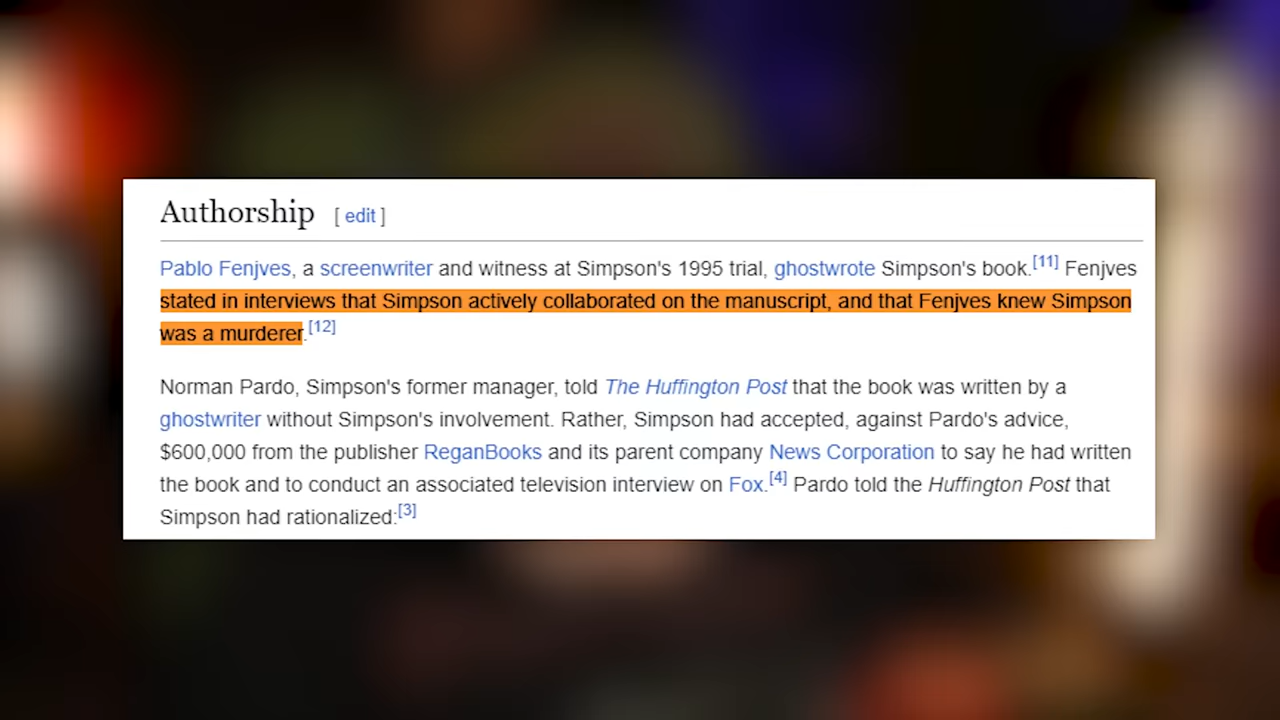 Authorship [ edit ]
Pablo Fenjves, a screenwriter and witness at Simpson's 1995 trial, ghostwrote Simpson's book.[11] Fenjves
stated in interviews that Simpson actively collaborated on the manuscript, and that Fenjves knew Simpson
was a murderer.[12]
Norman Pardo, Simpson's former manager, told The Huffington Post that the book was written by a
ghostwriter without Simpson's involvement. Rather, Simpson had accepted, against Pardo's advice,
$600,000 from the publisher ReganBooks and its parent company News Corporation to say he had written
the book and to conduct an associated television interview on Fox.[4] Pardo told the Huffington Post that
Simpson had rationalized:[3]